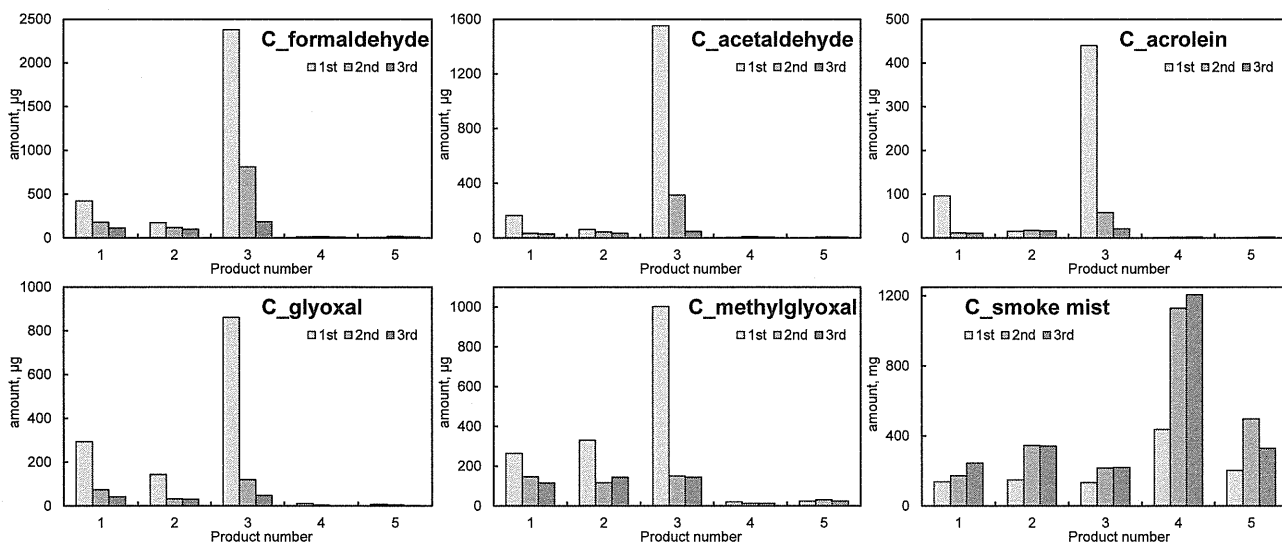 C_formaldehyde
1st 2nd 3rd
amount, µg
2500
2000
1500
1000
500
0
1 2 3 4 5
Product number
C_acetaldehyde
1st 2nd 3rd
amount, µg
1600
1200
800
400
0
1 2 3 4 5
Product number
C_acrolein
1st 2nd 3rd
amount, µg
500
400
300
200
100
0
1 2 3 4 5
Product number
C_glyoxal
1st 2nd 3rd
amount, µg
1000
800
600
400
200
0
1 2 3 4 5
Product number
C_methylglyoxal
1st 2nd 3rd
amount, µg
1000
800
600
400
200
0
1 2 3 4 5
Product number
C_smoke mist
1st 2nd 3rd
amount, mg
1200
800
400
0
1 2 3 4 5
Product number